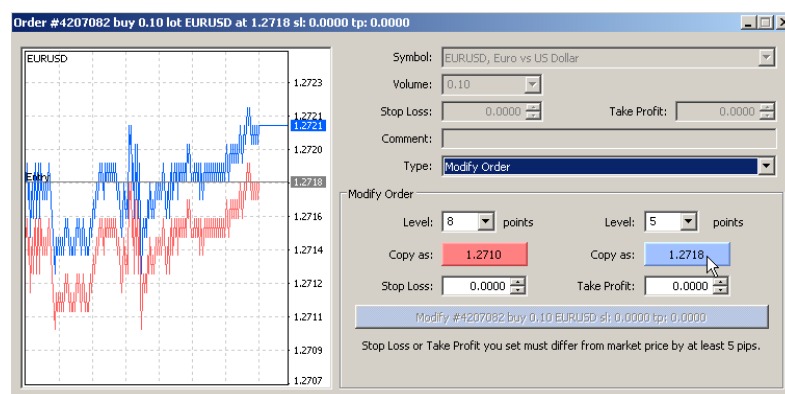 Order #4207082 buy 0.10 lot EURUSD at 1.2718 sl: 0.0000 tp: 0.0000
EURUSD
1.2723
1.2721
1.2721
1.2720
Entry
1.2718
1.2716
1.2714
1.2712
1.2711
1.2709
1.2707
Symbol: EURUSD, Euro vs US Dollar
Volume: 0.10
Stop Loss: 0.0000 Take Profit: 0.0000
Comment:
Type: Modify Order
Modify Order
Level: 8 points Level: 5 points
Copy as: 1.2710 Copy as: 1.2718
Stop Loss: 0.0000 Take Profit: 0.0000
Modify #4207082 buy 0.10 EURUSD sl: 0.0000 tp: 0.0000
Stop Loss or Take Profit you set must differ from market price by at least 5 pips.